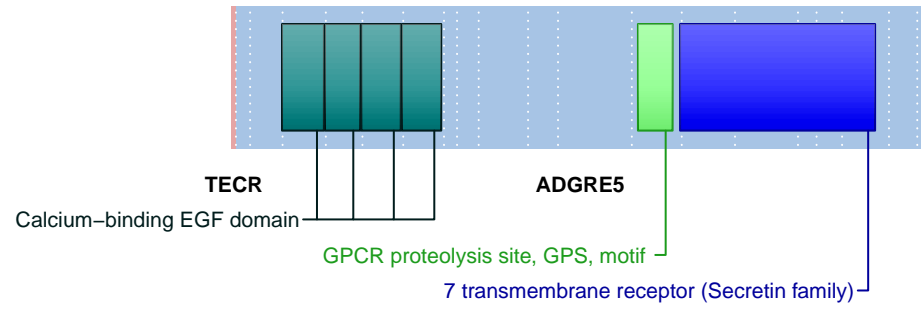 TECR ADGRE5
Calcium−binding EGF domain
GPCR proteolysis site, GPS, motif
7 transmembrane receptor (Secretin family)